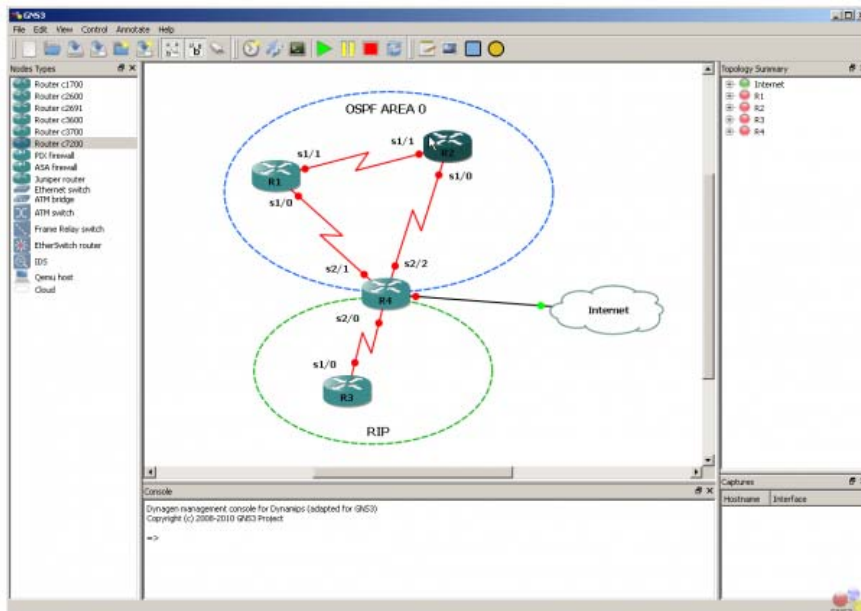 GNS3
File Edit View Control Annotate Help
Nodes Types
Router c1700
Router c2600
Router c2691
Router c3600
Router c3700
Router c7200
PIX firewall
ASA firewall
Juniper router
Ethernet switch
ATM bridge
ATM switch
Frame Relay switch
EtherSwitch router
IDS
Qemu host
Cloud
OSPF AREA 0
s1/1
R2
s1/1
R1
s1/0
s1/0
s2/1
s2/2
R4
Internet
s2/0
s1/0
R3
RIP
Topology Summary
Internet
R1
R2
R3
R4
Console
Dynagen management console for Dynamips (adapted for GNS3)
Copyright (c) 2008-2010 GNS3 Project
=>
Captures
Hostname Interface